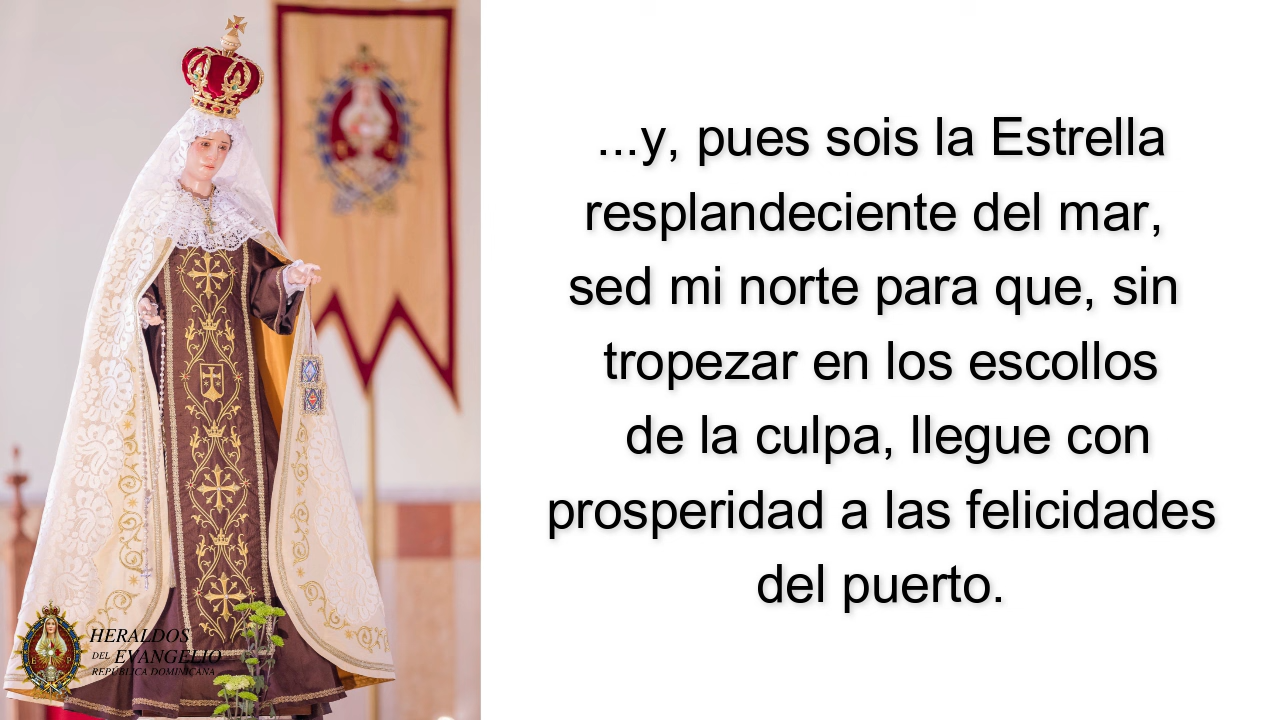 ...y, pues sois la Estrella
resplandeciente del mar,
sed mi norte para que, sin
tropezar en los escollos
de la culpa, llegue con
prosperidad a las felicidades
del puerto.
HERALDOS
DEL EVANGELIO
REPÚBLICA DOMINICANA